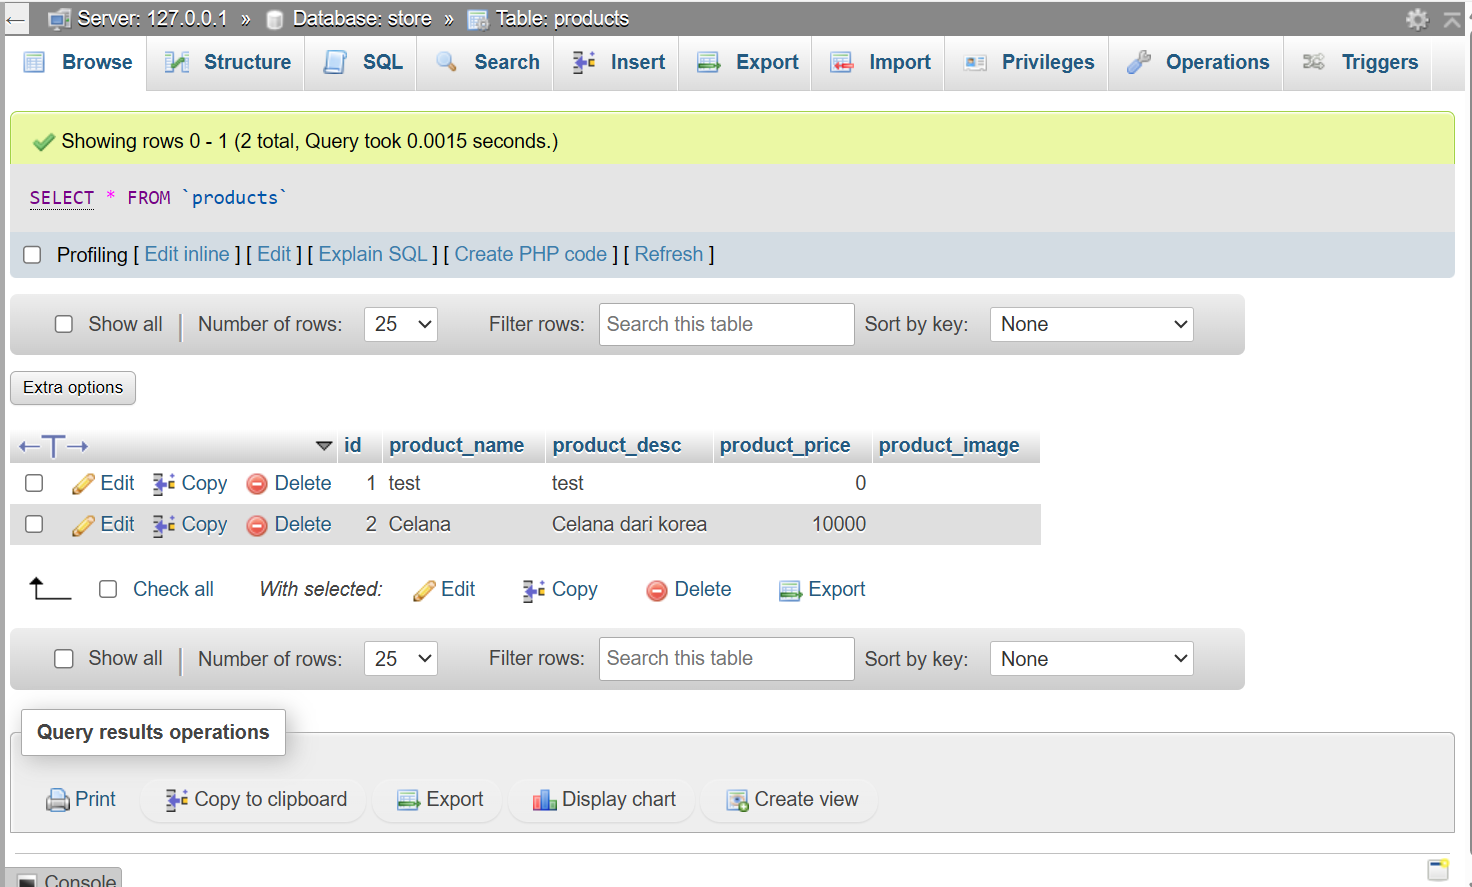 Server: 127.0.0.1 » Database: store » Table: products
Browse Structure SQL Search Insert Export Import Privileges Operations Triggers
Showing rows 0 - 1 (2 total, Query took 0.0015 seconds.)
SELECT * FROM `products`
Profiling [ Edit inline ] [ Edit ] [ Explain SQL ] [ Create PHP code ] [ Refresh ]
Show all | Number of rows: 25 Filter rows: Search this table Sort by key: None
Extra options
←T→ id product_name product_desc product_price product_image
Edit Copy Delete 1 test test 0
Edit Copy Delete 2 Celana Celana dari korea 10000
Check all With selected: Edit Copy Delete Export
Show all | Number of rows: 25 Filter rows: Search this table Sort by key: None
Query results operations
Print Copy to clipboard Export Display chart Create view
Console